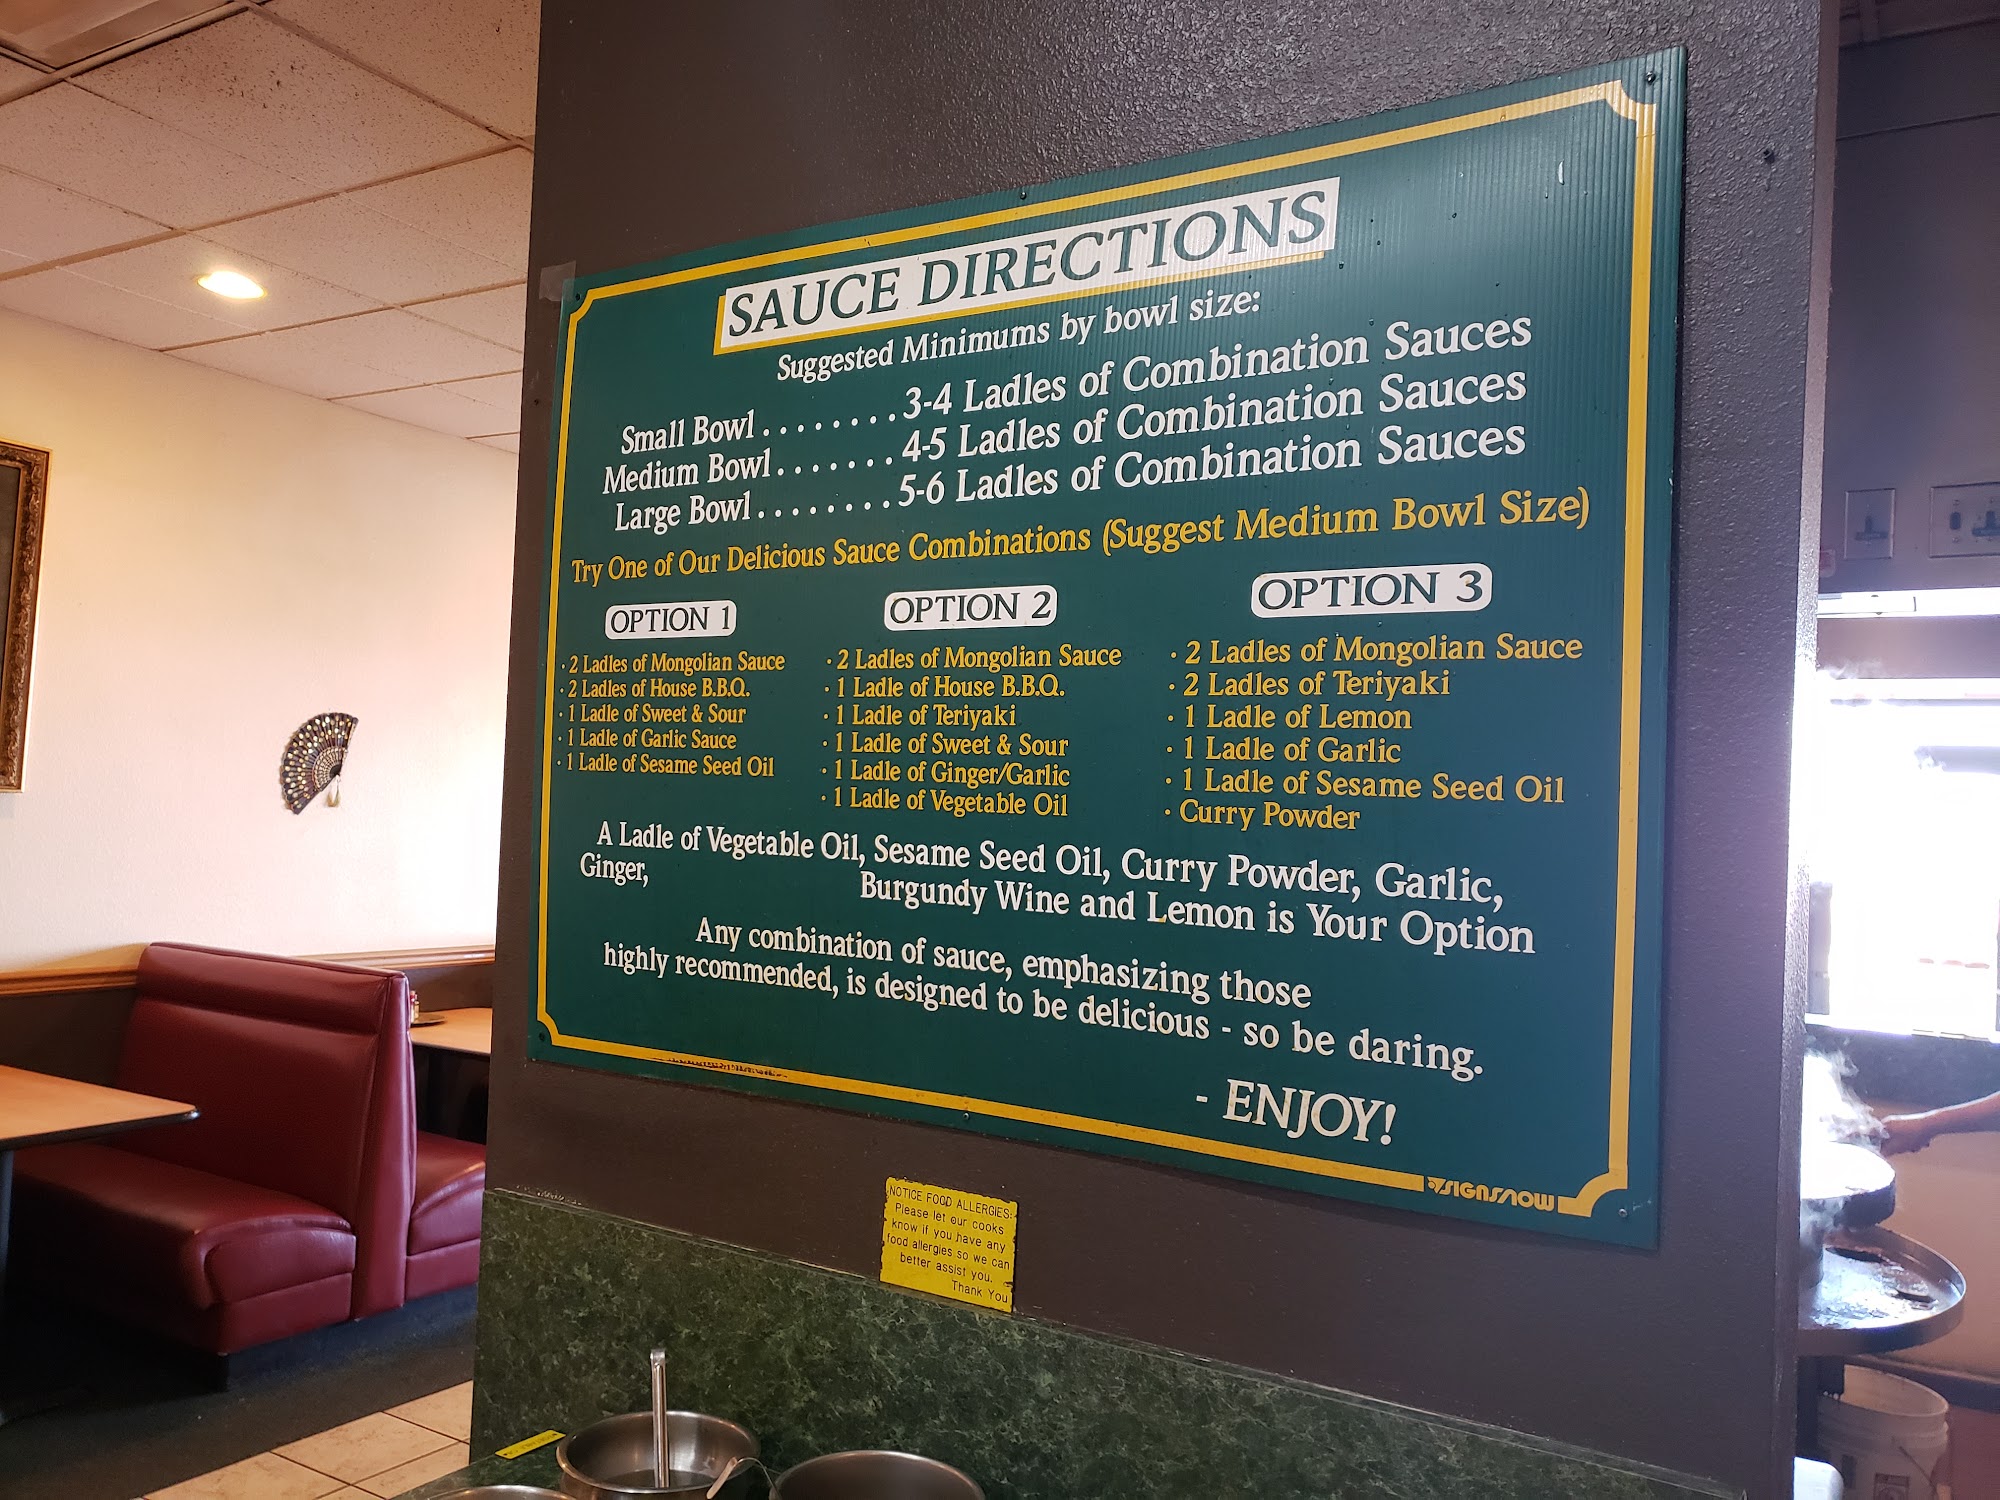 SAUCE DIRECTIONS
Suggested Minimums by bowl size:
Small Bowl ........ 3-4 Ladles of Combination Sauces
Medium Bowl ....... 4-5 Ladles of Combination Sauces
Large Bowl ........ 5-6 Ladles of Combination Sauces
Try One of Our Delicious Sauce Combinations (Suggest Medium Bowl Size)
OPTION 1
· 2 Ladles of Mongolian Sauce
· 2 Ladles of House B.B.Q.
· 1 Ladle of Sweet & Sour
· 1 Ladle of Garlic Sauce
· 1 Ladle of Sesame Seed Oil
OPTION 2
· 2 Ladles of Mongolian Sauce
· 1 Ladle of House B.B.Q.
· 1 Ladle of Teriyaki
· 1 Ladle of Sweet & Sour
· 1 Ladle of Ginger/Garlic
· 1 Ladle of Vegetable Oil
OPTION 3
· 2 Ladles of Mongolian Sauce
· 2 Ladles of Teriyaki
· 1 Ladle of Lemon
· 1 Ladle of Garlic
· 1 Ladle of Sesame Seed Oil
· Curry Powder
A Ladle of Vegetable Oil, Sesame Seed Oil, Curry Powder, Garlic,
Ginger, Burgundy Wine and Lemon is Your Option
Any combination of sauce, emphasizing those
highly recommended, is designed to be delicious - so be daring.
- ENJOY!
SIGNSNOW
NOTICE FOOD ALLERGIES:
Please let our cooks
know if you have any
food allergies so we can
better assist you.
Thank You